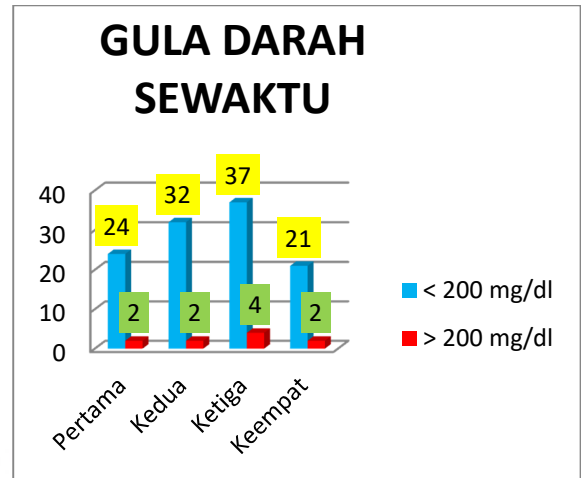 GULA DARAH
SEWAKTU
40
30
20
10
0
24
32
37
21
2
2
4
2
Pertama
Kedua
Ketiga
Keempat
< 200 mg/dl
> 200 mg/dl